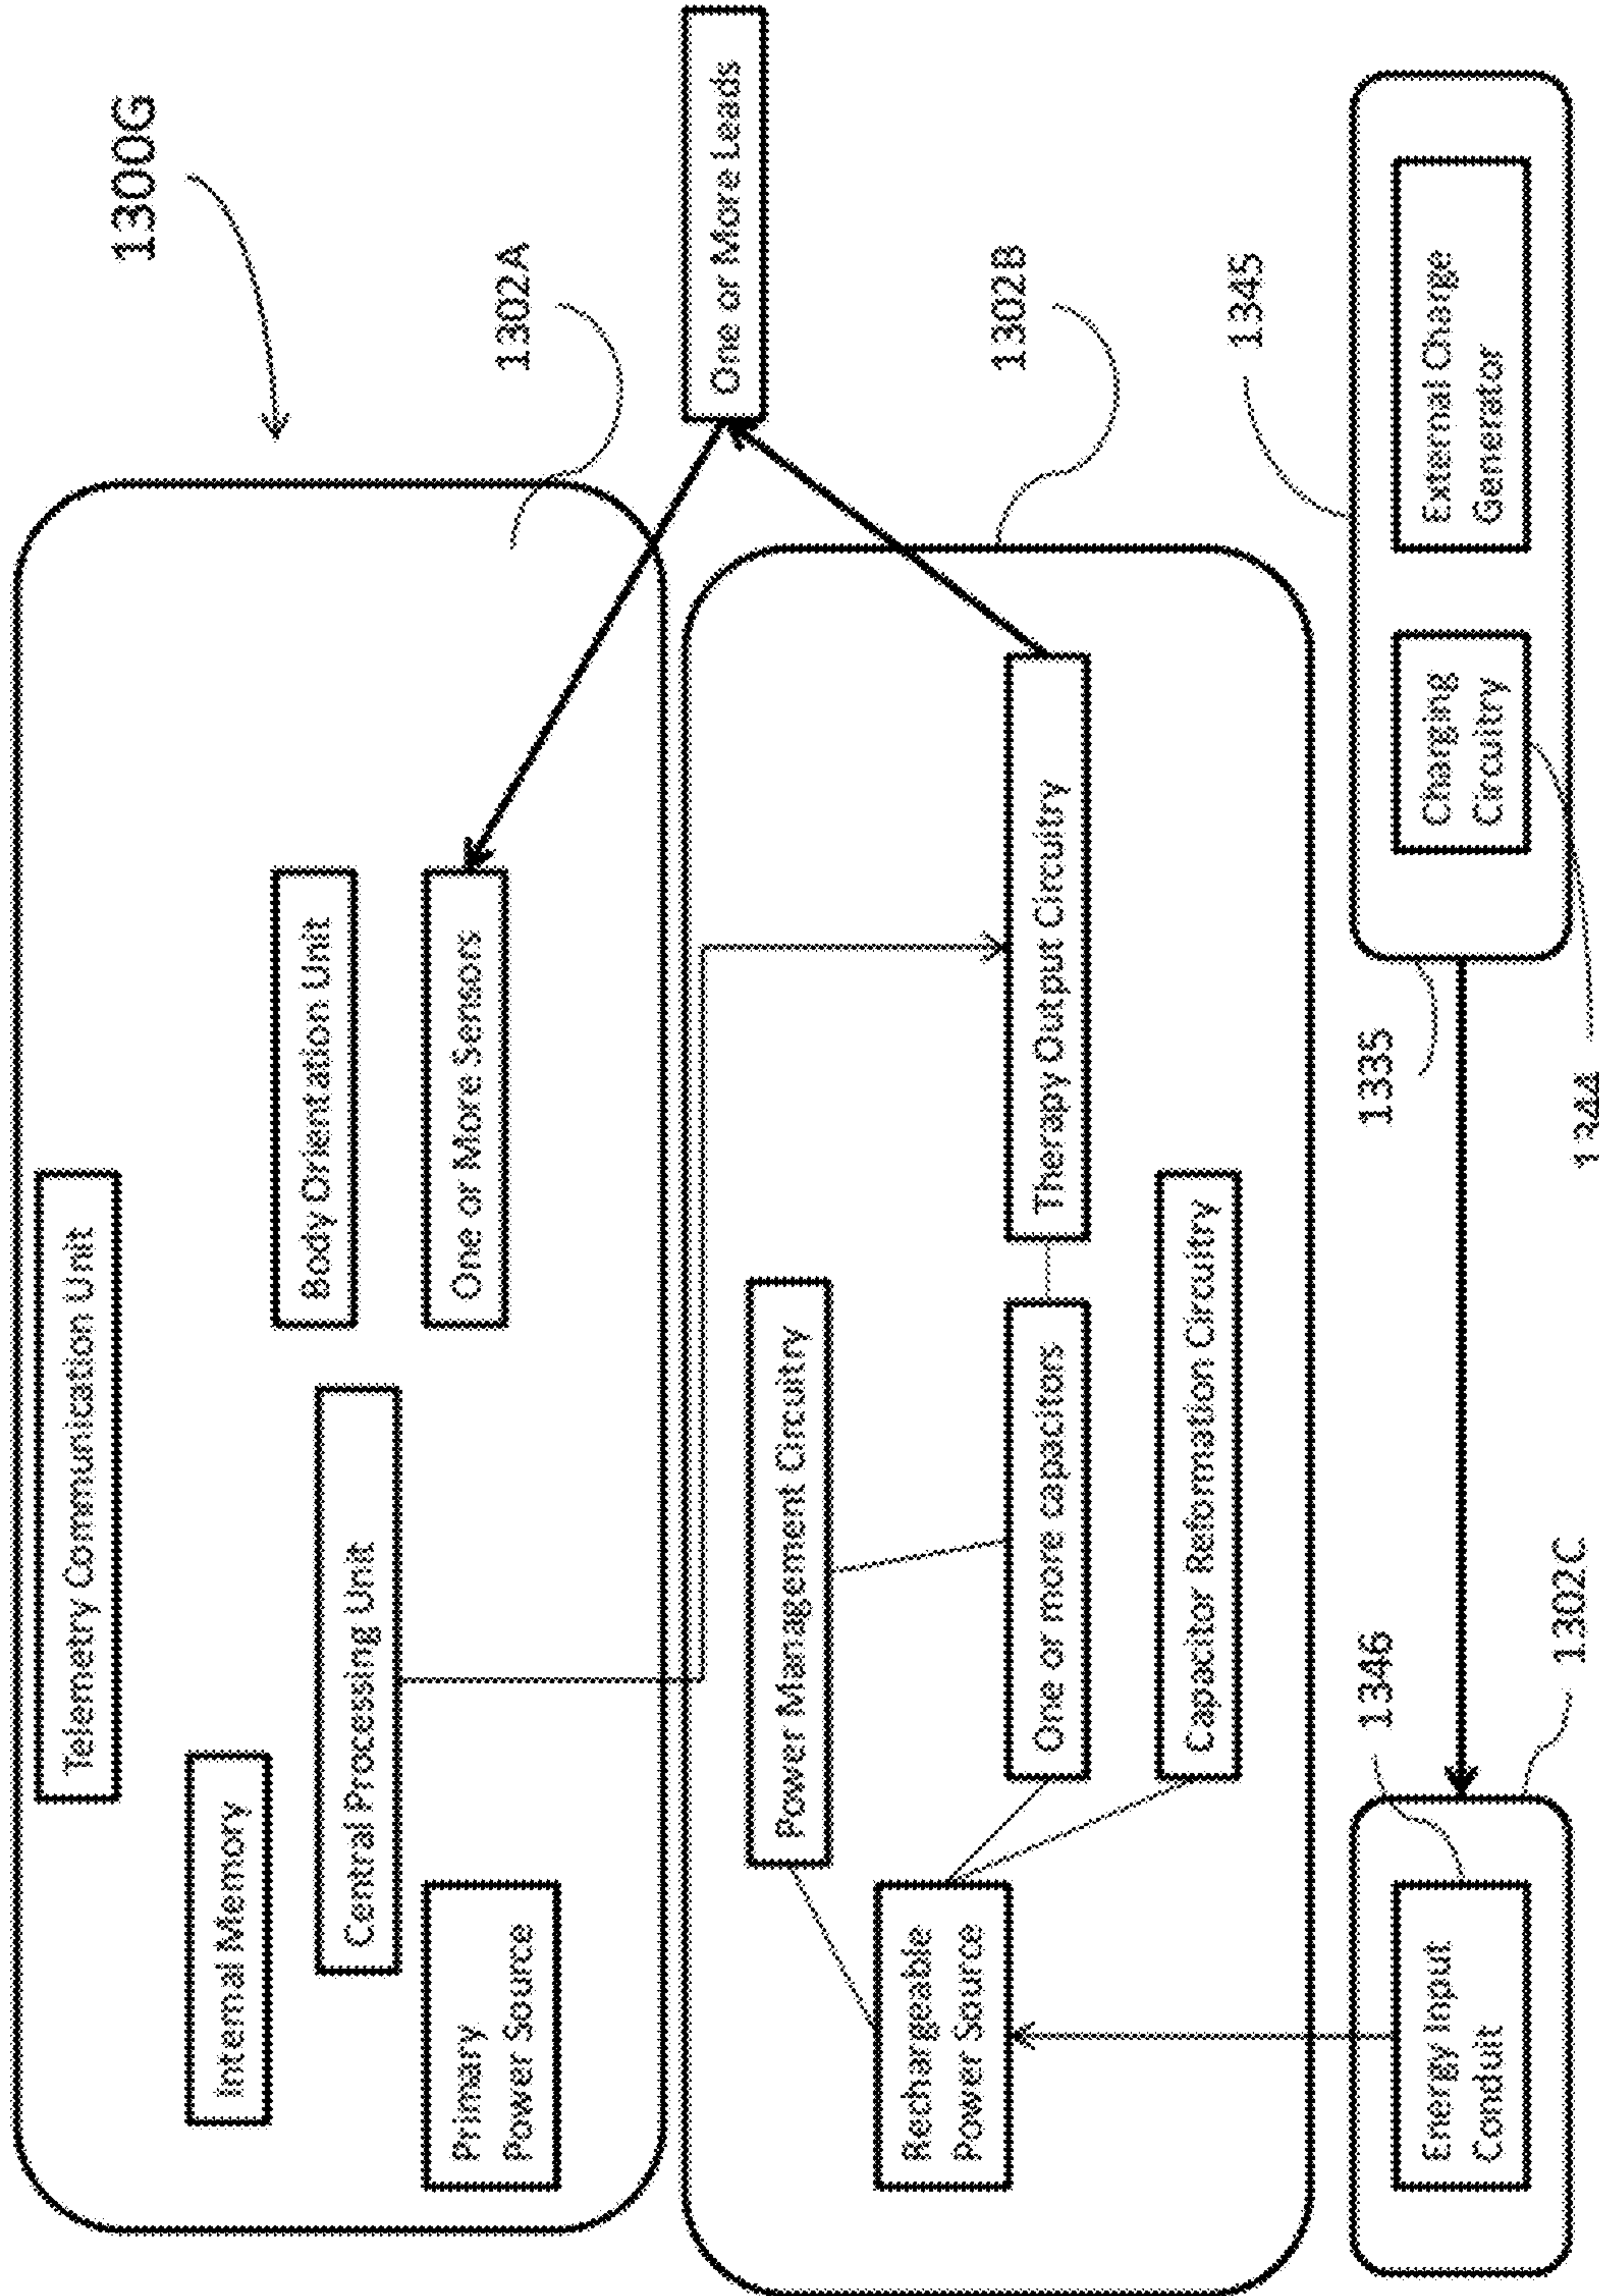 1300G
Telemetry Communication Unit
Internal Memory
Body Orientation Unit
Central Processing Unit
One or More Sensors
Primary
Power Source
1302A
One or More Leads
Power Management Circuitry
Rechargeable
Power Source
One or more capacitors
Therapy Output Circuitry
1302B
Capacitor Reformation Circuitry
1345
1346
1335
Energy Input
Conduit
Charging
Circuitry
External Charge
Generator
1302C
1344